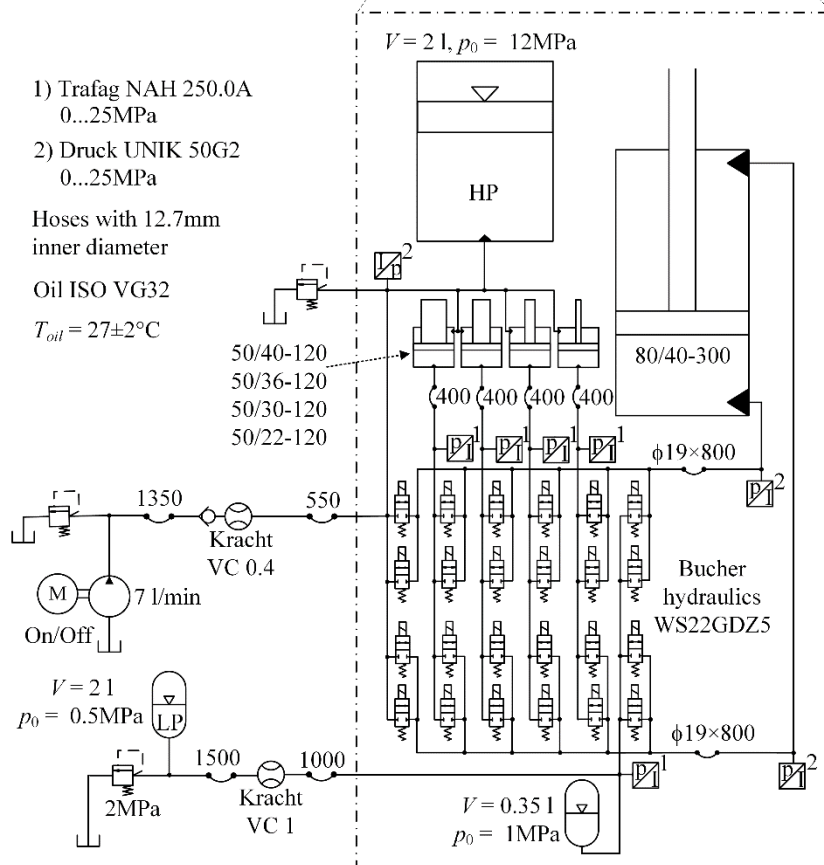 V = 2 l, p0 = 12MPa
1) Trafag NAH 250.0A
0...25MPa
2) Druck UNIK 50G2
0...25MPa
Hoses with 12.7mm
inner diameter
Oil ISO VG32
Toil = 27±2°C
HP
I
p
2
50/40-120
50/36-120
50/30-120
50/22-120
80/40-300
400
400
400
400
p
I
1
p
I
1
p
I
1
p
I
1
ϕ19×800
p
I
2
1350
550
Kracht
VC 0.4
M
7 l/min
On/Off
Bucher
hydraulics
WS22GDZ5
V = 2 l
p0 = 0.5MPa
LP
ϕ19×800
1500
1000
2MPa
Kracht
VC 1
p
I
1
p
I
2
V = 0.35 l
p0 = 1MPa